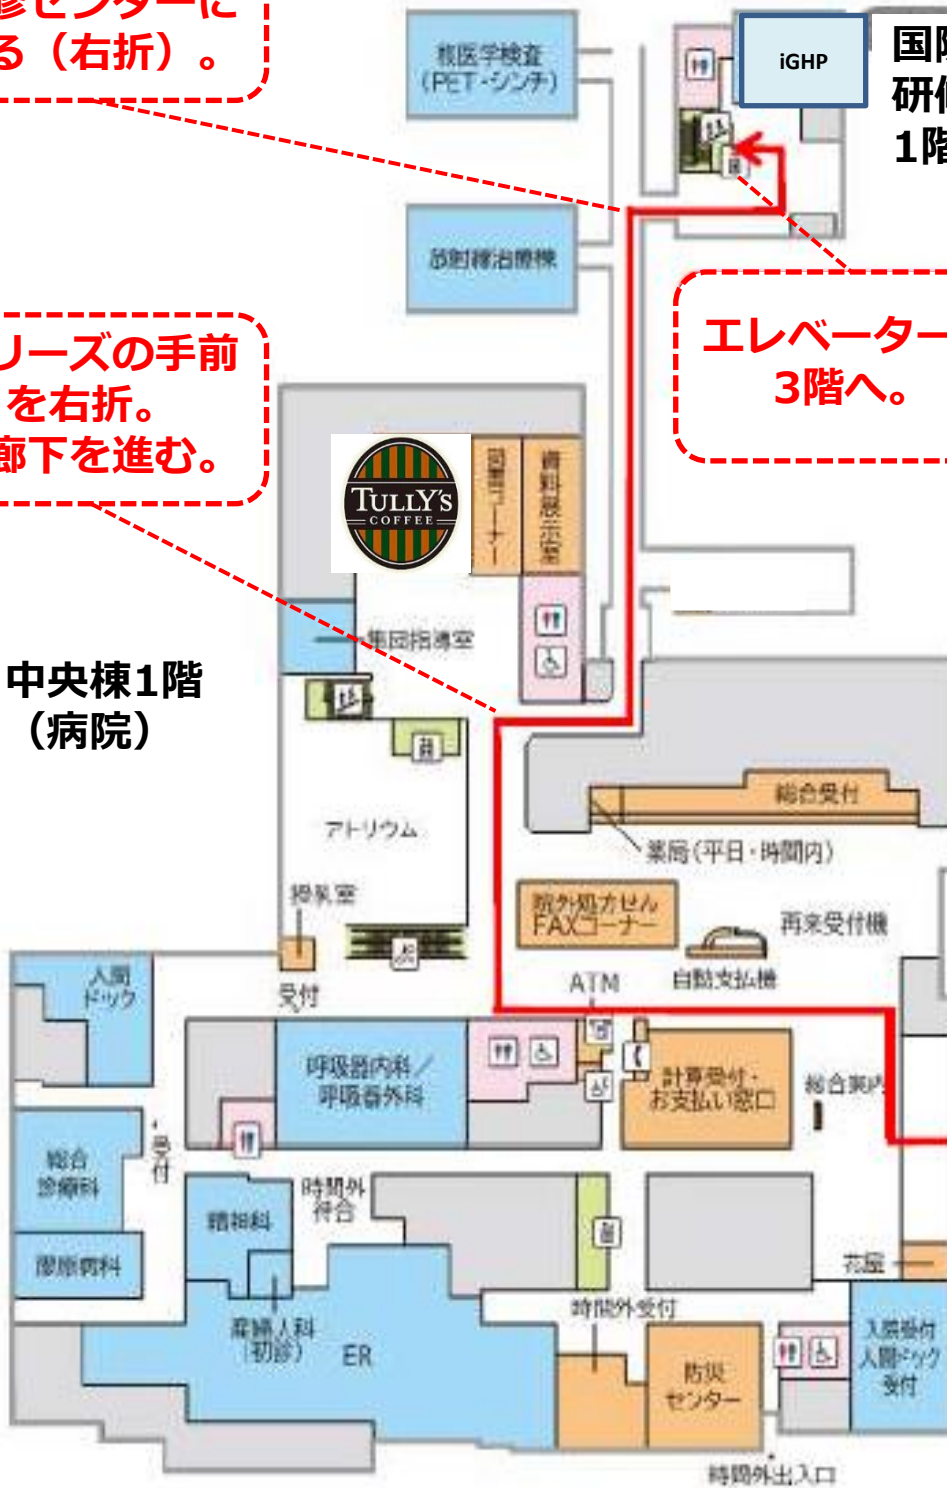 診センターに
る（右折）。
核医学検査
(PET・シンチ)
iGHP
国際
研修
1階
放射線治療棟
リーズの手前
を右折。
廊下を進む。
エレベーター
3階へ。
TULLY'S
COFFEE
図書コーナー
資料展示室
集団指導室
中央棟1階
（病院）
アトリウム
総合受付
薬局(平日・時間内)
授乳室
院外処方せん
FAXコーナー
再来受付機
自動支払機
ATM
人間
ドック
受付
呼吸器内科／
呼吸器外科
計算受付・
お支払い窓口
総合案内
総合
診療科
受付
精神科
時間外
待合
膠原病科
花屋
産婦人科
(初診)
ER
時間外受付
防災
センター
入院受付
人間ドック
受付
時間外出入口